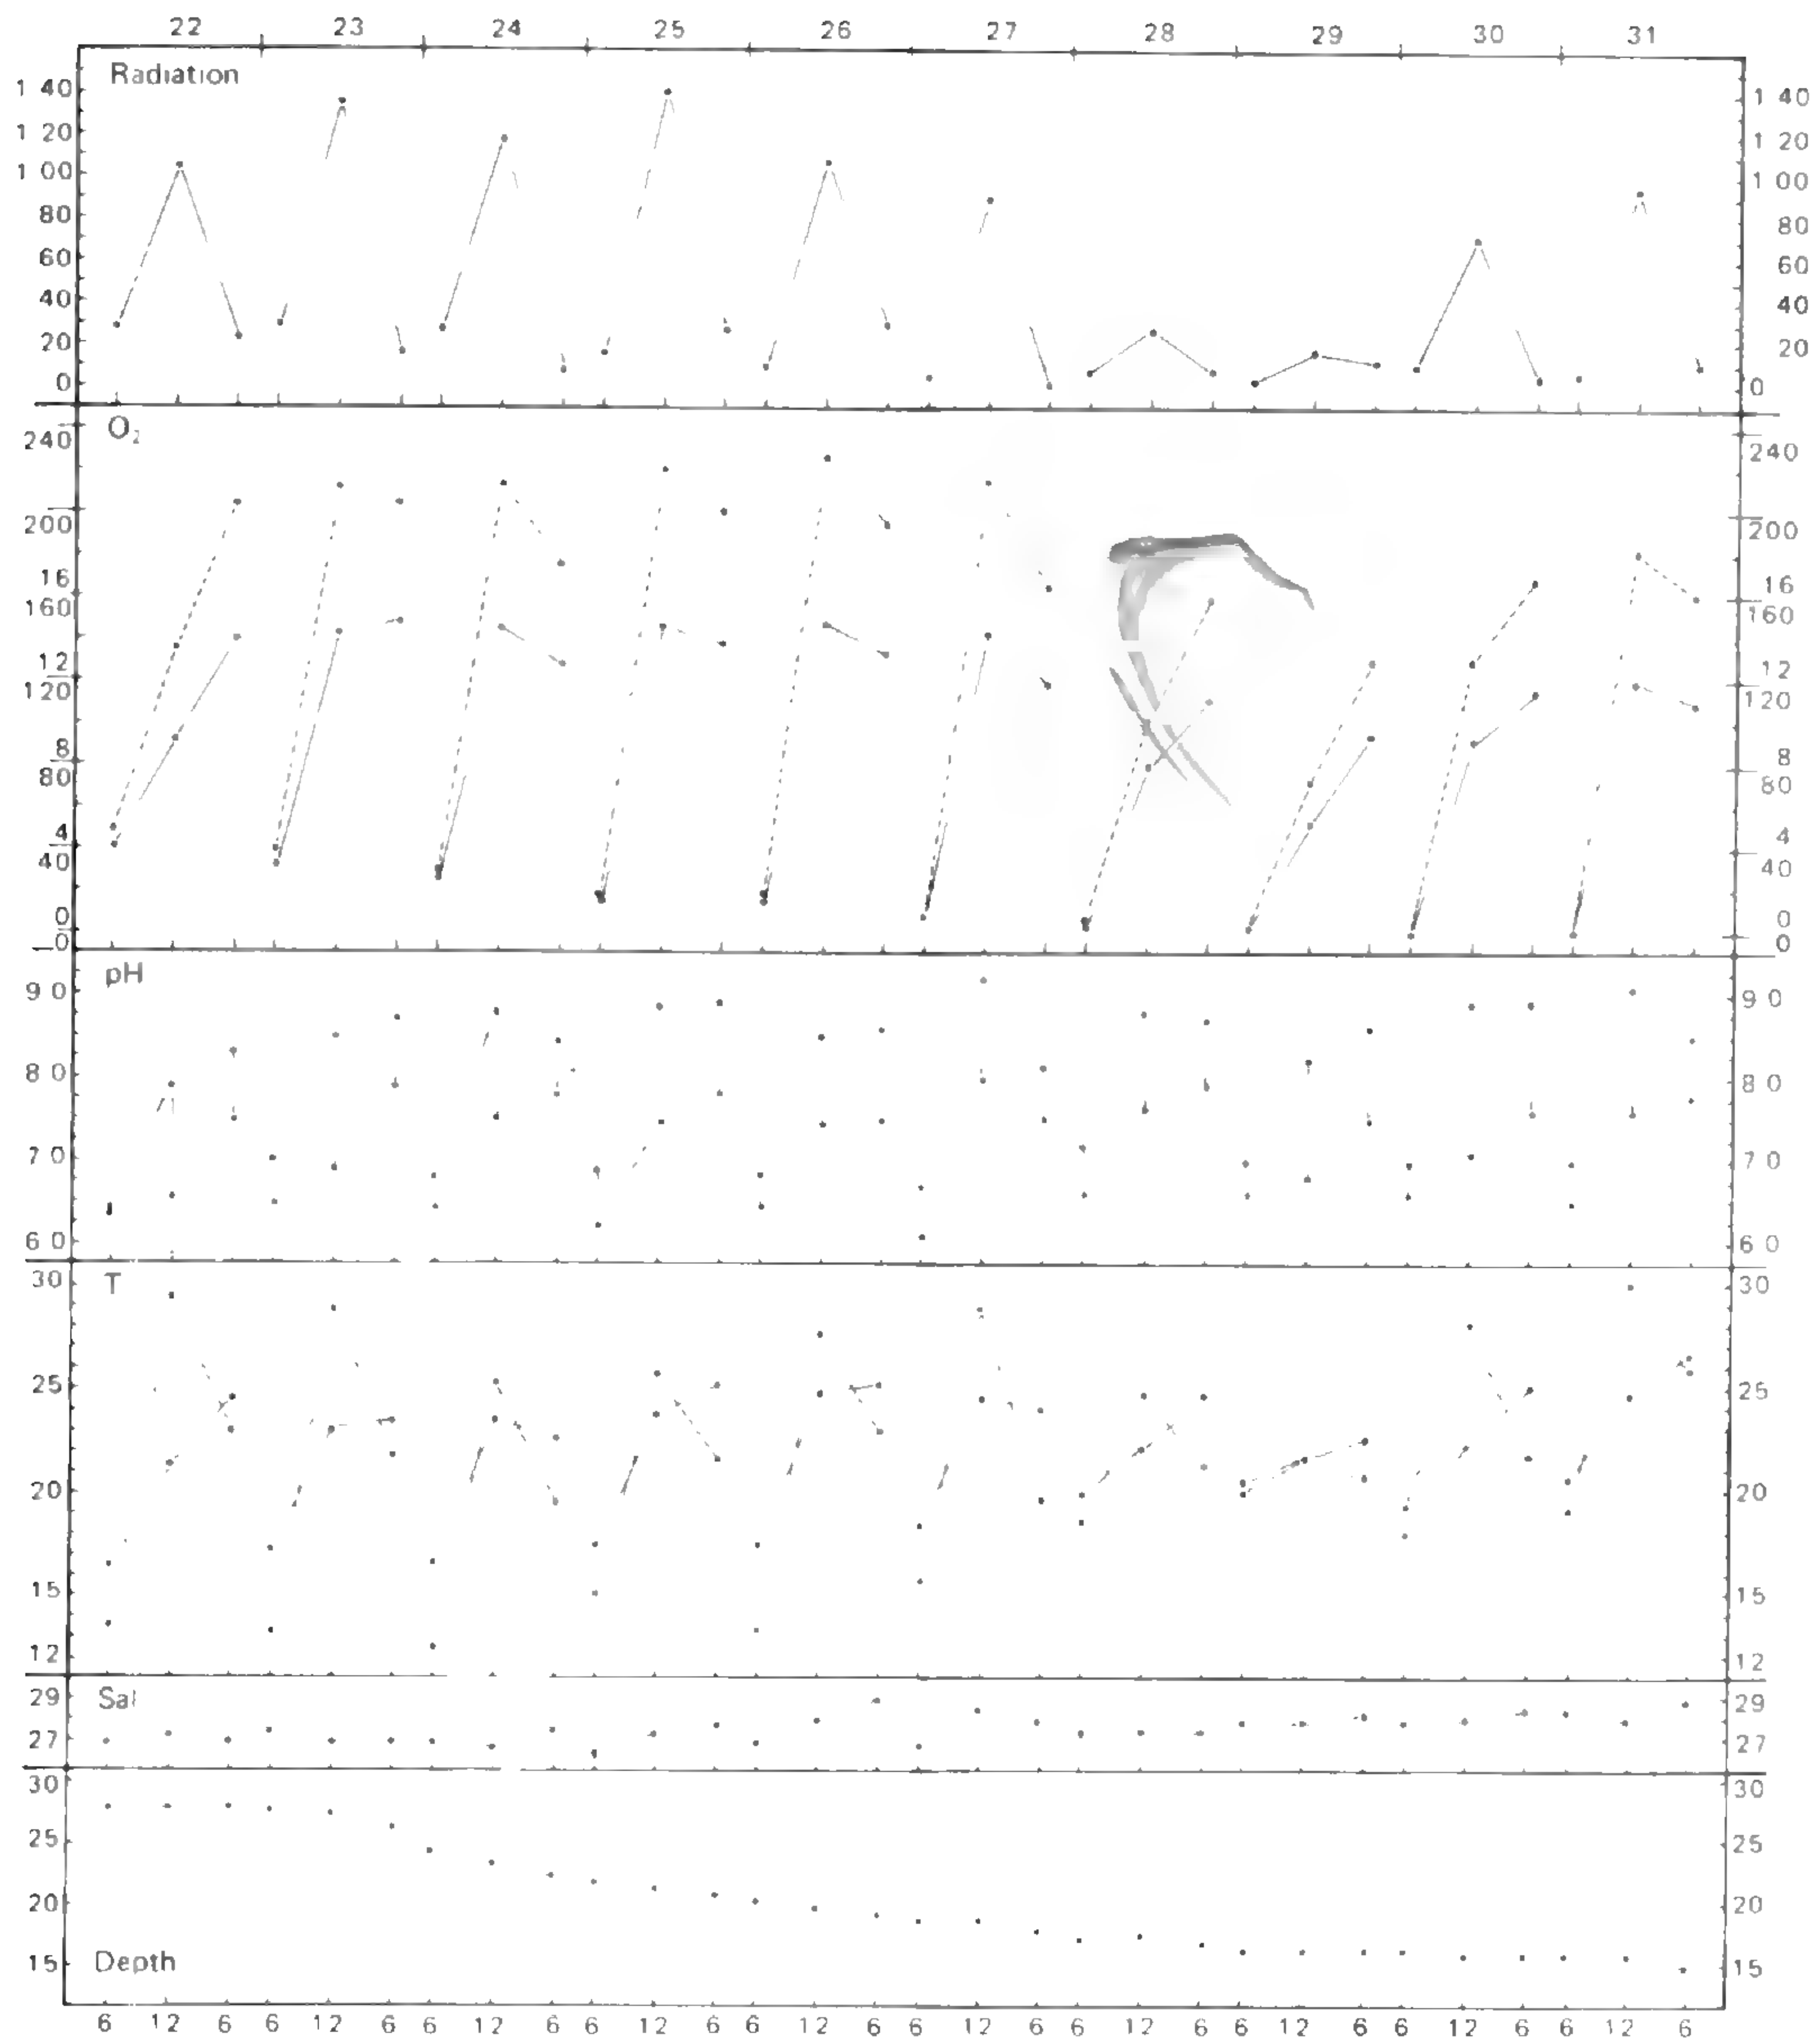 22 23 24 25 26 27 28 29 30 31
Radiation
1 40 1 40
1 20 1 20
1 00 1 00
80 80
60 60
40 40
20 20
0 0
O₂
240 240
200 200
16 16
160 160
12 12
120 120
8 8
80 80
4 4
40 40
0 0
0 0
pH
9 0 9 0
8 0 8 0
7 0 7 0
6 0 6 0
T
30 30
25 25
20 20
15 15
12 12
Sal
29 29
27 27
30 30
25 25
20 20
Depth
15 15
6 12 6 6 12 6 6 12 6 6 12 6 6 12 6 6 12 6 6 12 6 6 12 6 6 12 6 6 12 6